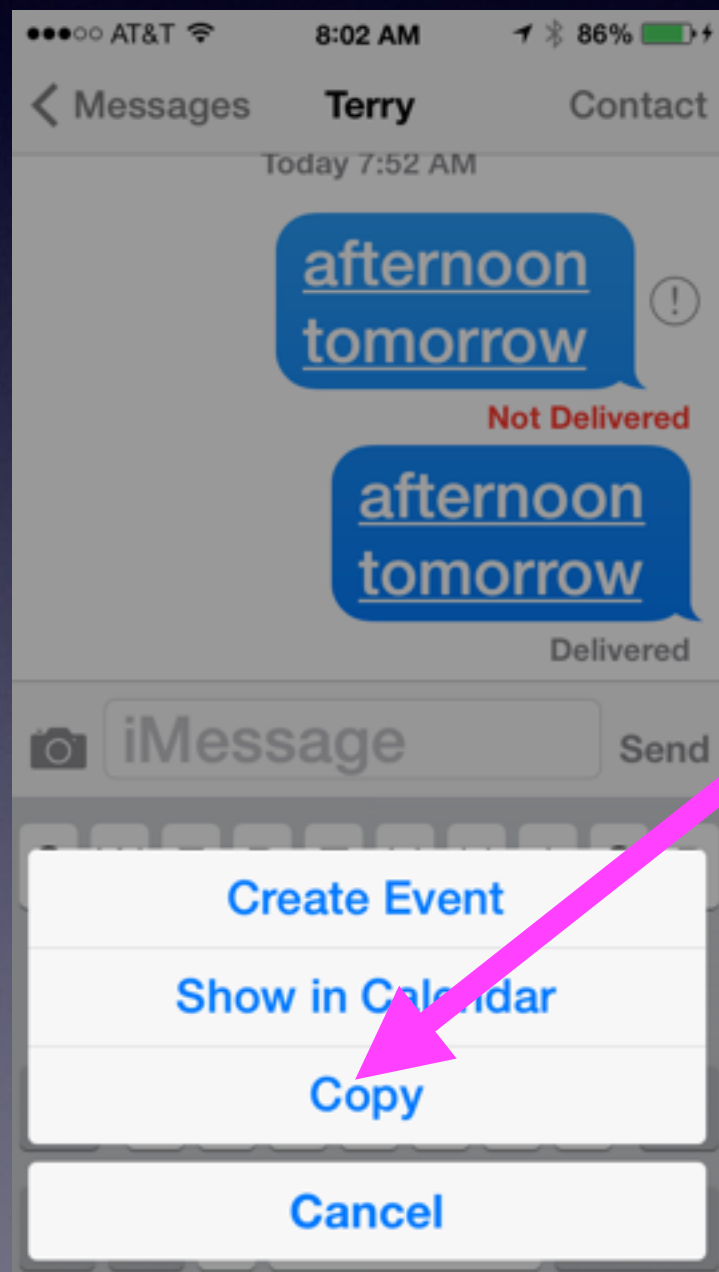 AT&T 8:02 AM 86%
Messages Terry Contact
Today 7:52 AM
afternoon
tomorrow
Not Delivered
afternoon
tomorrow
Delivered
iMessage Send
Create Event
Show in Calendar
Copy
Cancel